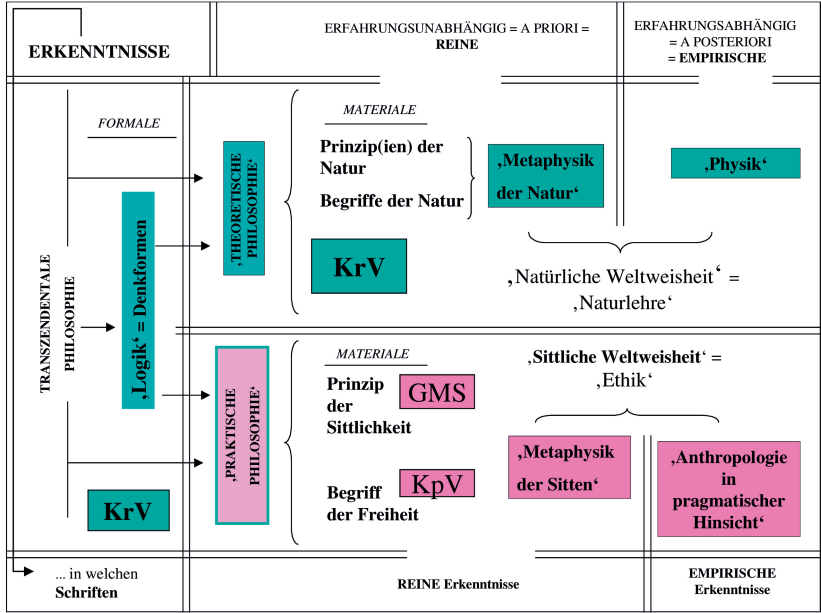 ERKENNTNISSE
ERFAHRUNGSUNABHÄNGIG = A PRIORI =
REINE
ERFAHRUNGSABHÄNGIG
= A POSTERIORI
= EMPIRISCHE
FORMALE
MATERIALE
TRANSZENDENTALE
PHILOSOPHIE
‚Logik‘ = Denkformen
‚THEORETISCHE
PHILOSOPHIE‘
Prinzip(ien) der
Natur
Begriffe der Natur
‚Metaphysik
der Natur‘
‚Physik‘
KrV
‚Natürliche Weltweisheit‘ =
‚Naturlehre‘
‚PRAKTISCHE
PHILOSOPHIE‘
MATERIALE
Prinzip
der
Sittlichkeit
GMS
‚Sittliche Weltweisheit‘ =
‚Ethik‘
Begriff
der Freiheit
KpV
‚Metaphysik
der Sitten‘
‚Anthropologie
in
pragmatischer
Hinsicht‘
KrV
... in welchen
Schriften
REINE Erkenntnisse
EMPIRISCHE
Erkenntnisse